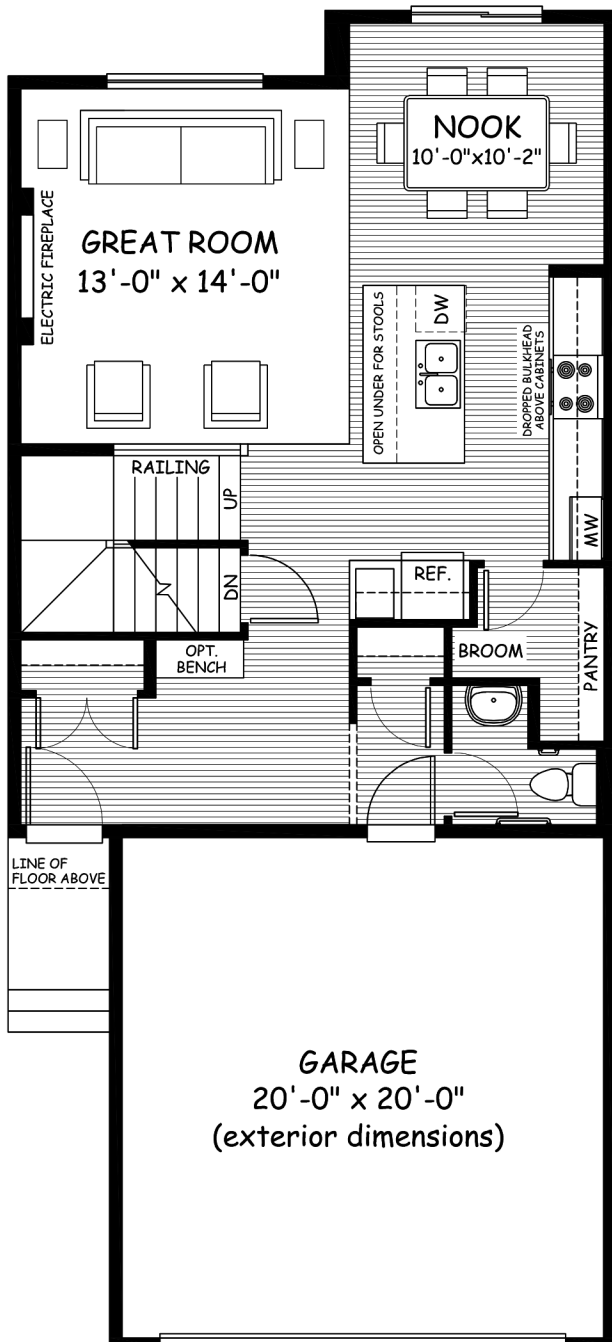 NOOK
10'-0"x10'-2"
GREAT ROOM
13'-0" x 14'-0"
ELECTRIC FIREPLACE
OPEN UNDER FOR STOOLS
DW
DROPPED BULKHEAD
ABOVE CABINETS
MW
RAILING
UP
DN
REF.
OPT.
BENCH
BROOM
PANTRY
LINE OF
FLOOR ABOVE
GARAGE
20'-0" x 20'-0"
(exterior dimensions)